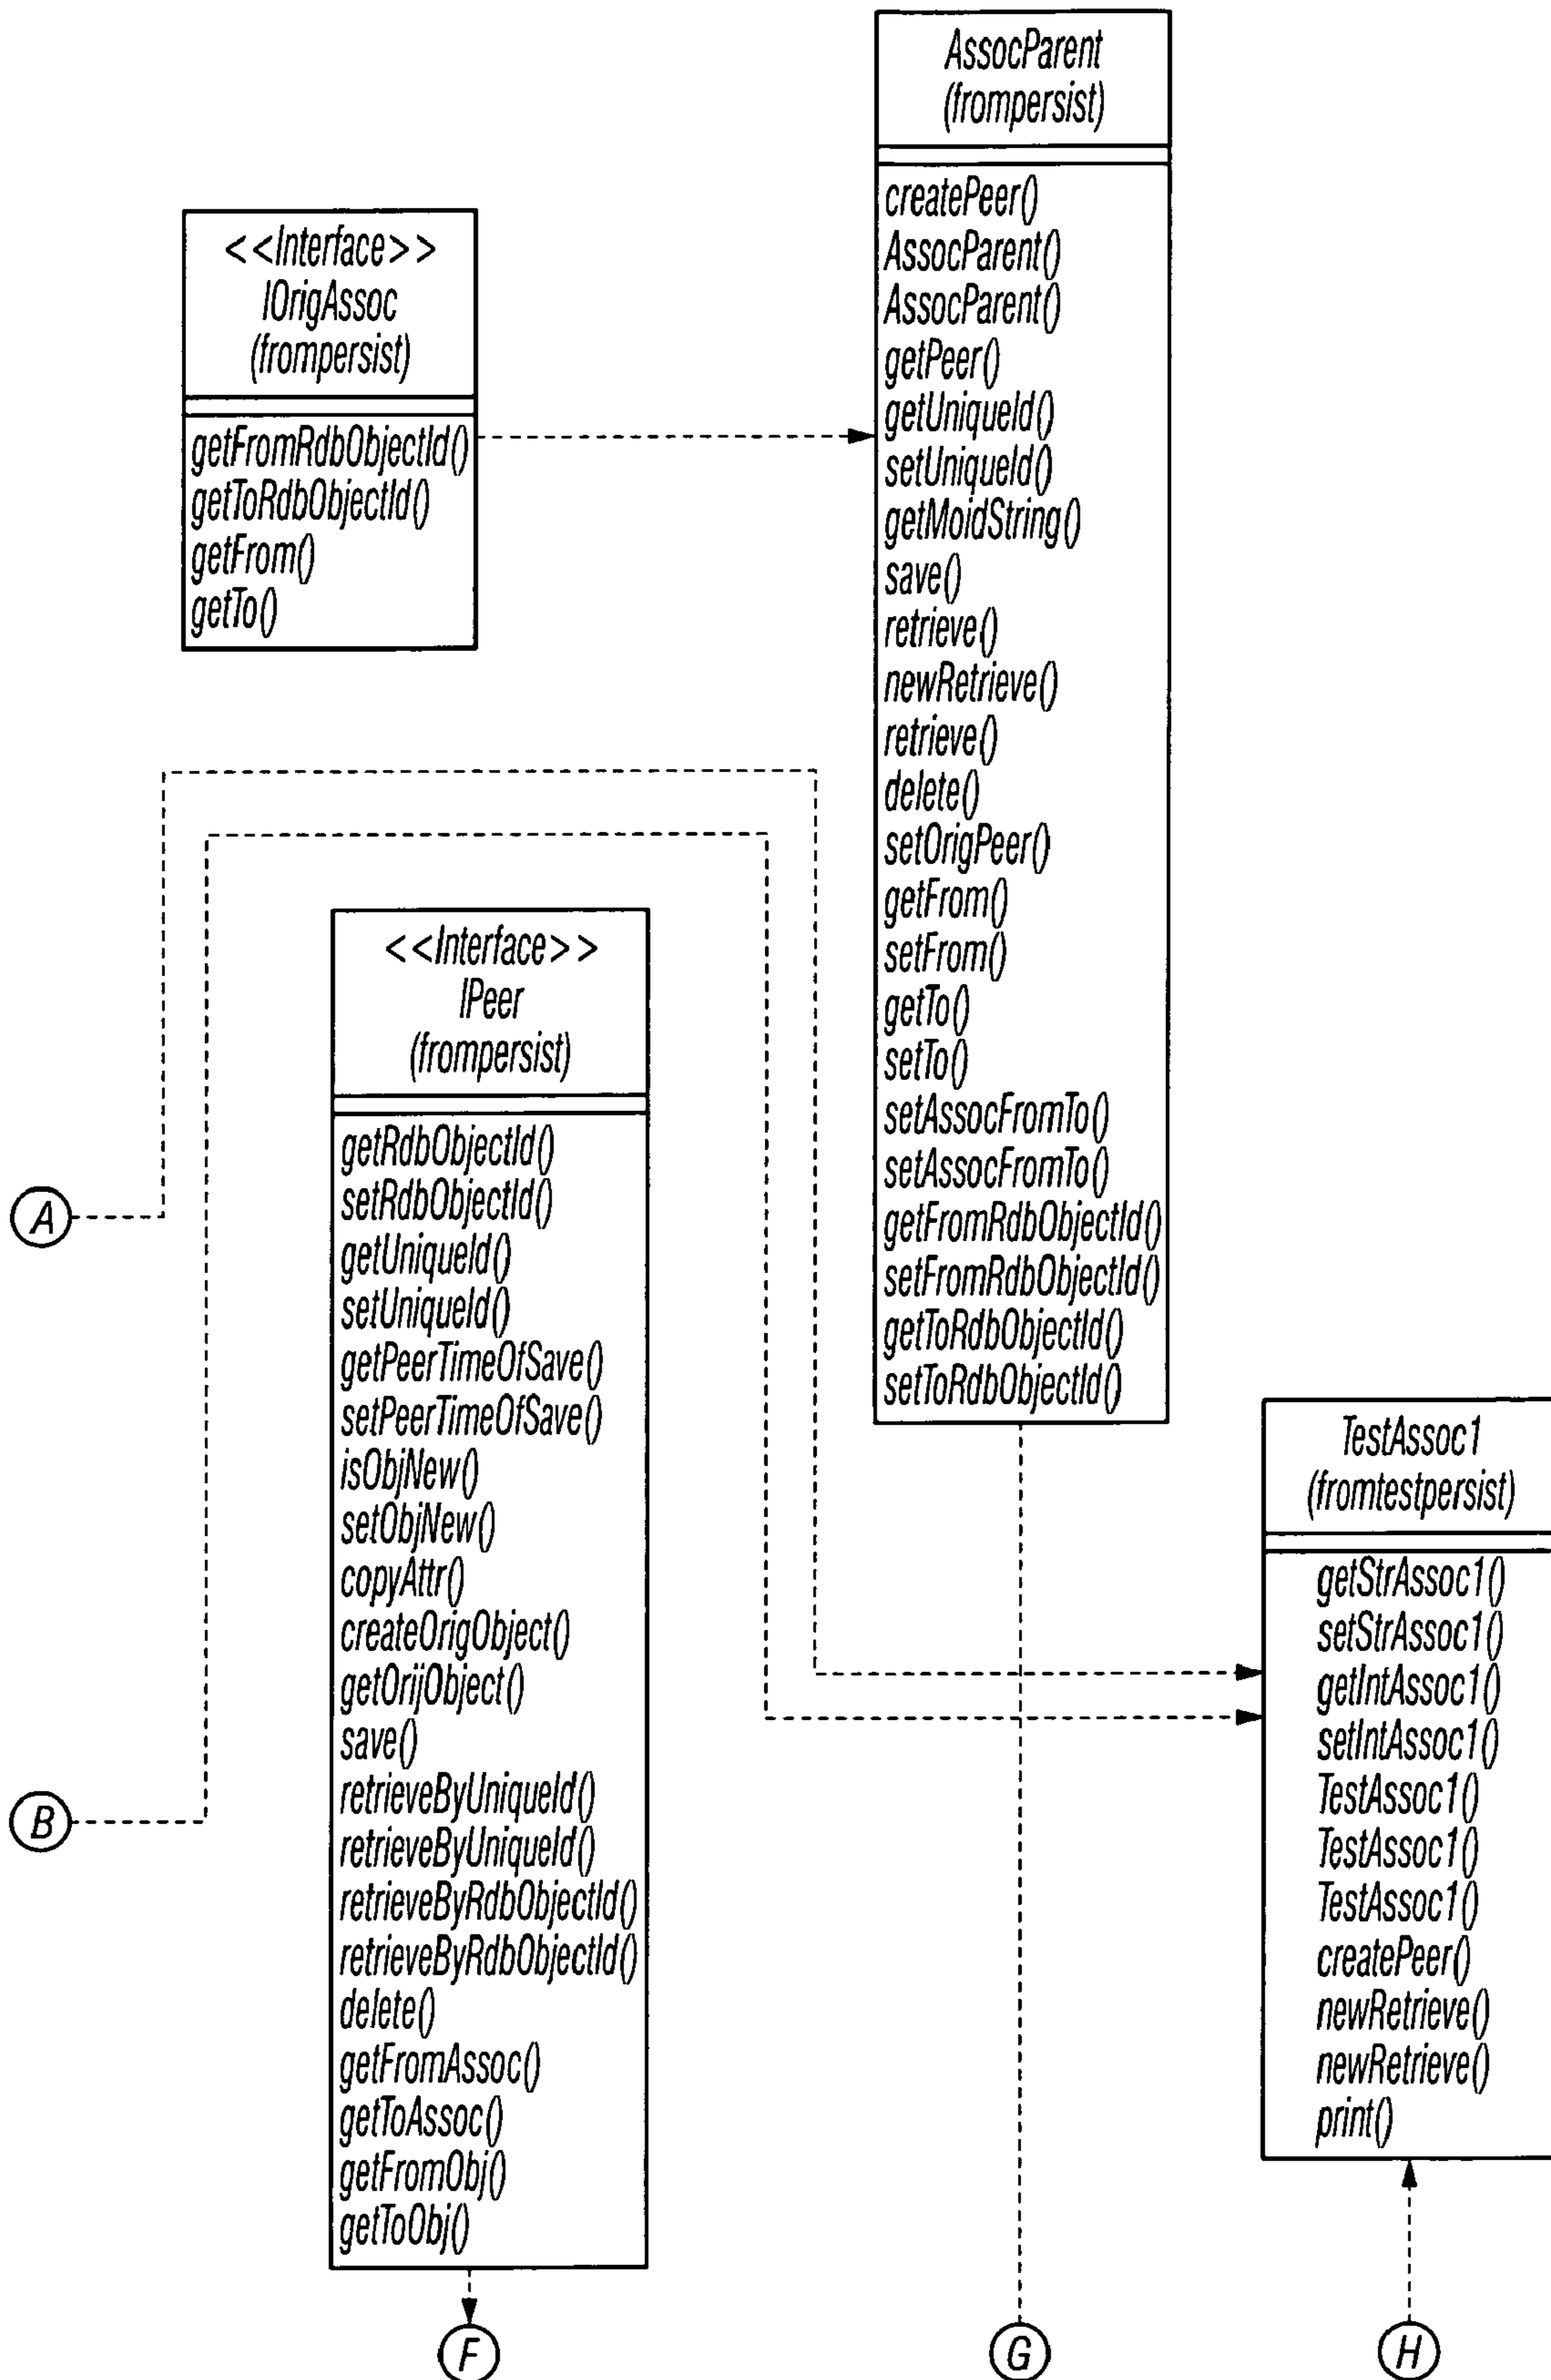 AssocParent
(frompersist)
createPeer()
AssocParent()
AssocParent()
getPeer()
getUniqueId()
setUniqueId()
getMoidString()
save()
retrieve()
newRetrieve()
retrieve()
delete()
setOrigPeer()
getFrom()
setFrom()
getTo()
setTo()
setAssocFromTo()
setAssocFromTo()
getFromRdbObjectId()
setFromRdbObjectId()
getToRdbObjectId()
setToRdbObjectId()
<<Interface>>
IOrigAssoc
(frompersist)
getFromRdbObjectId()
getToRdbObjectId()
getFrom()
getTo()
<<Interface>>
IPeer
(frompersist)
getRdbObjectId()
setRdbObjectId()
getUniqueId()
setUniqueId()
getPeerTimeOfSave()
setPeerTimeOfSave()
isObjNew()
setObjNew()
copyAttr()
createOrigObject()
getOrijObject()
save()
retrieveByUniqueId()
retrieveByUniqueId()
retrieveByRdbObjectId()
retrieveByRdbObjectId()
delete()
getFromAssoc()
getToAssoc()
getFromObj()
getToObj()
A
B
TestAssoc1
(fromtestpersist)
getStrAssoc1()
setStrAssoc1()
getIntAssoc1()
setIntAssoc1()
TestAssoc1()
TestAssoc1()
TestAssoc1()
createPeer()
newRetrieve()
newRetrieve()
print()
F
G
H